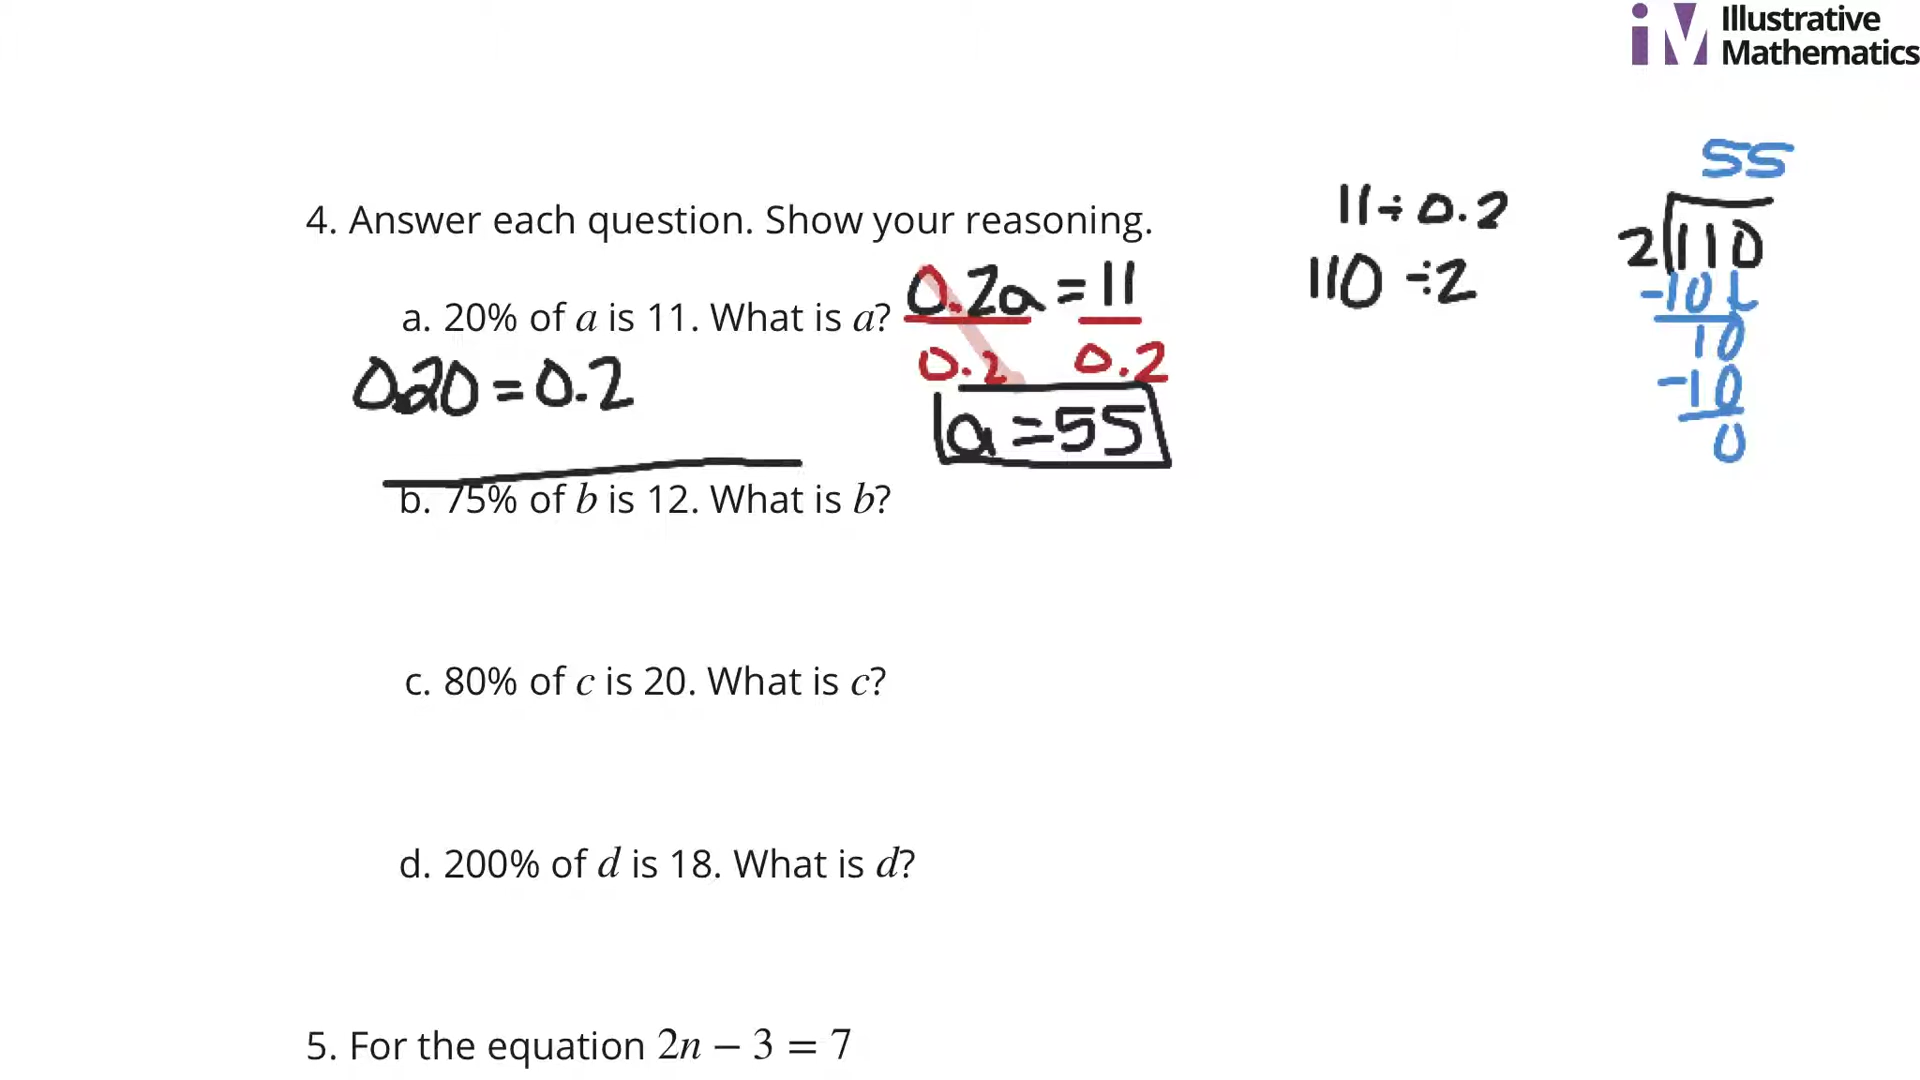 Illustrative
Mathematics
4. Answer each question. Show your reasoning.
a. 20% of a is 11. What is a?
0.20 = 0.2
0.2a = 11
0.2 0.2
a = 55
11 ÷ 0.2
110 ÷ 2
55
2 110
-10↓
10
-10
0
b. 75% of b is 12. What is b?
c. 80% of c is 20. What is c?
d. 200% of d is 18. What is d?
5. For the equation 2n − 3 = 7